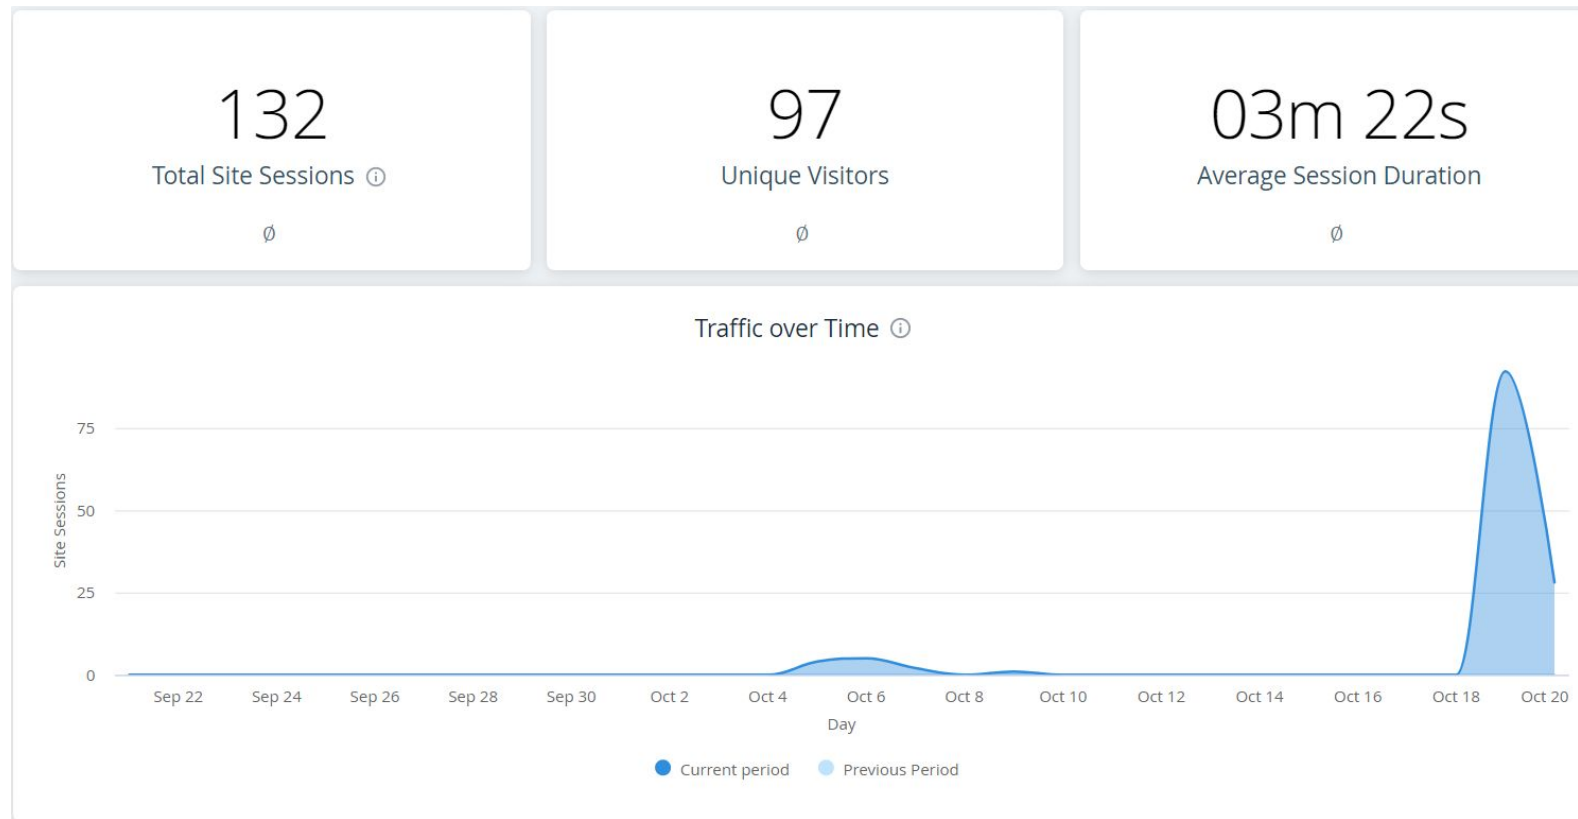 132
Total Site Sessions
Ø
97
Unique Visitors
Ø
03m 22s
Average Session Duration
Ø
Traffic over Time
75
50
25
0
Site Sessions
Sep 22 Sep 24 Sep 26 Sep 28 Sep 30 Oct 2 Oct 4 Oct 6 Oct 8 Oct 10 Oct 12 Oct 14 Oct 16 Oct 18 Oct 20
Day
Current period Previous Period